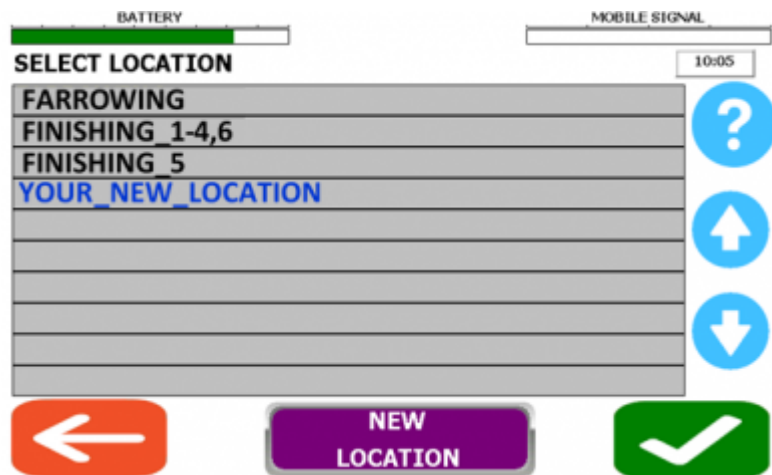 BATTERY
MOBILE SIGNAL
SELECT LOCATION
10:05
FARROWING
FINISHING_1-4,6
FINISHING_5
YOUR_NEW_LOCATION
?
NEW
LOCATION